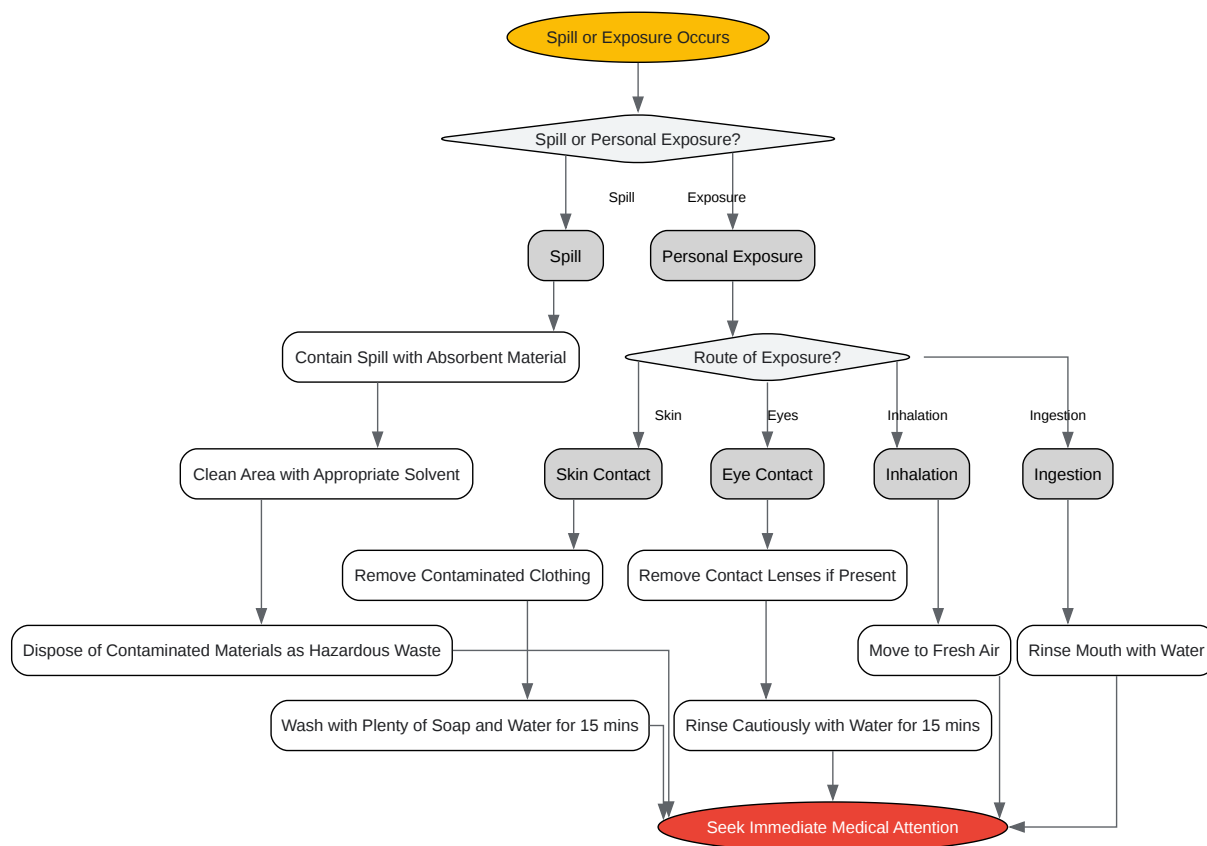 Spill or Exposure Occurs
Spill or Personal Exposure?
Spill
Exposure
Spill
Personal Exposure
Contain Spill with Absorbent Material
Route of Exposure?
Skin
Eyes
Inhalation
Ingestion
Clean Area with Appropriate Solvent
Skin Contact
Eye Contact
Inhalation
Ingestion
Remove Contaminated Clothing
Remove Contact Lenses if Present
Dispose of Contaminated Materials as Hazardous Waste
Move to Fresh Air
Rinse Mouth with Water
Wash with Plenty of Soap and Water for 15 mins
Rinse Cautiously with Water for 15 mins
Seek Immediate Medical Attention